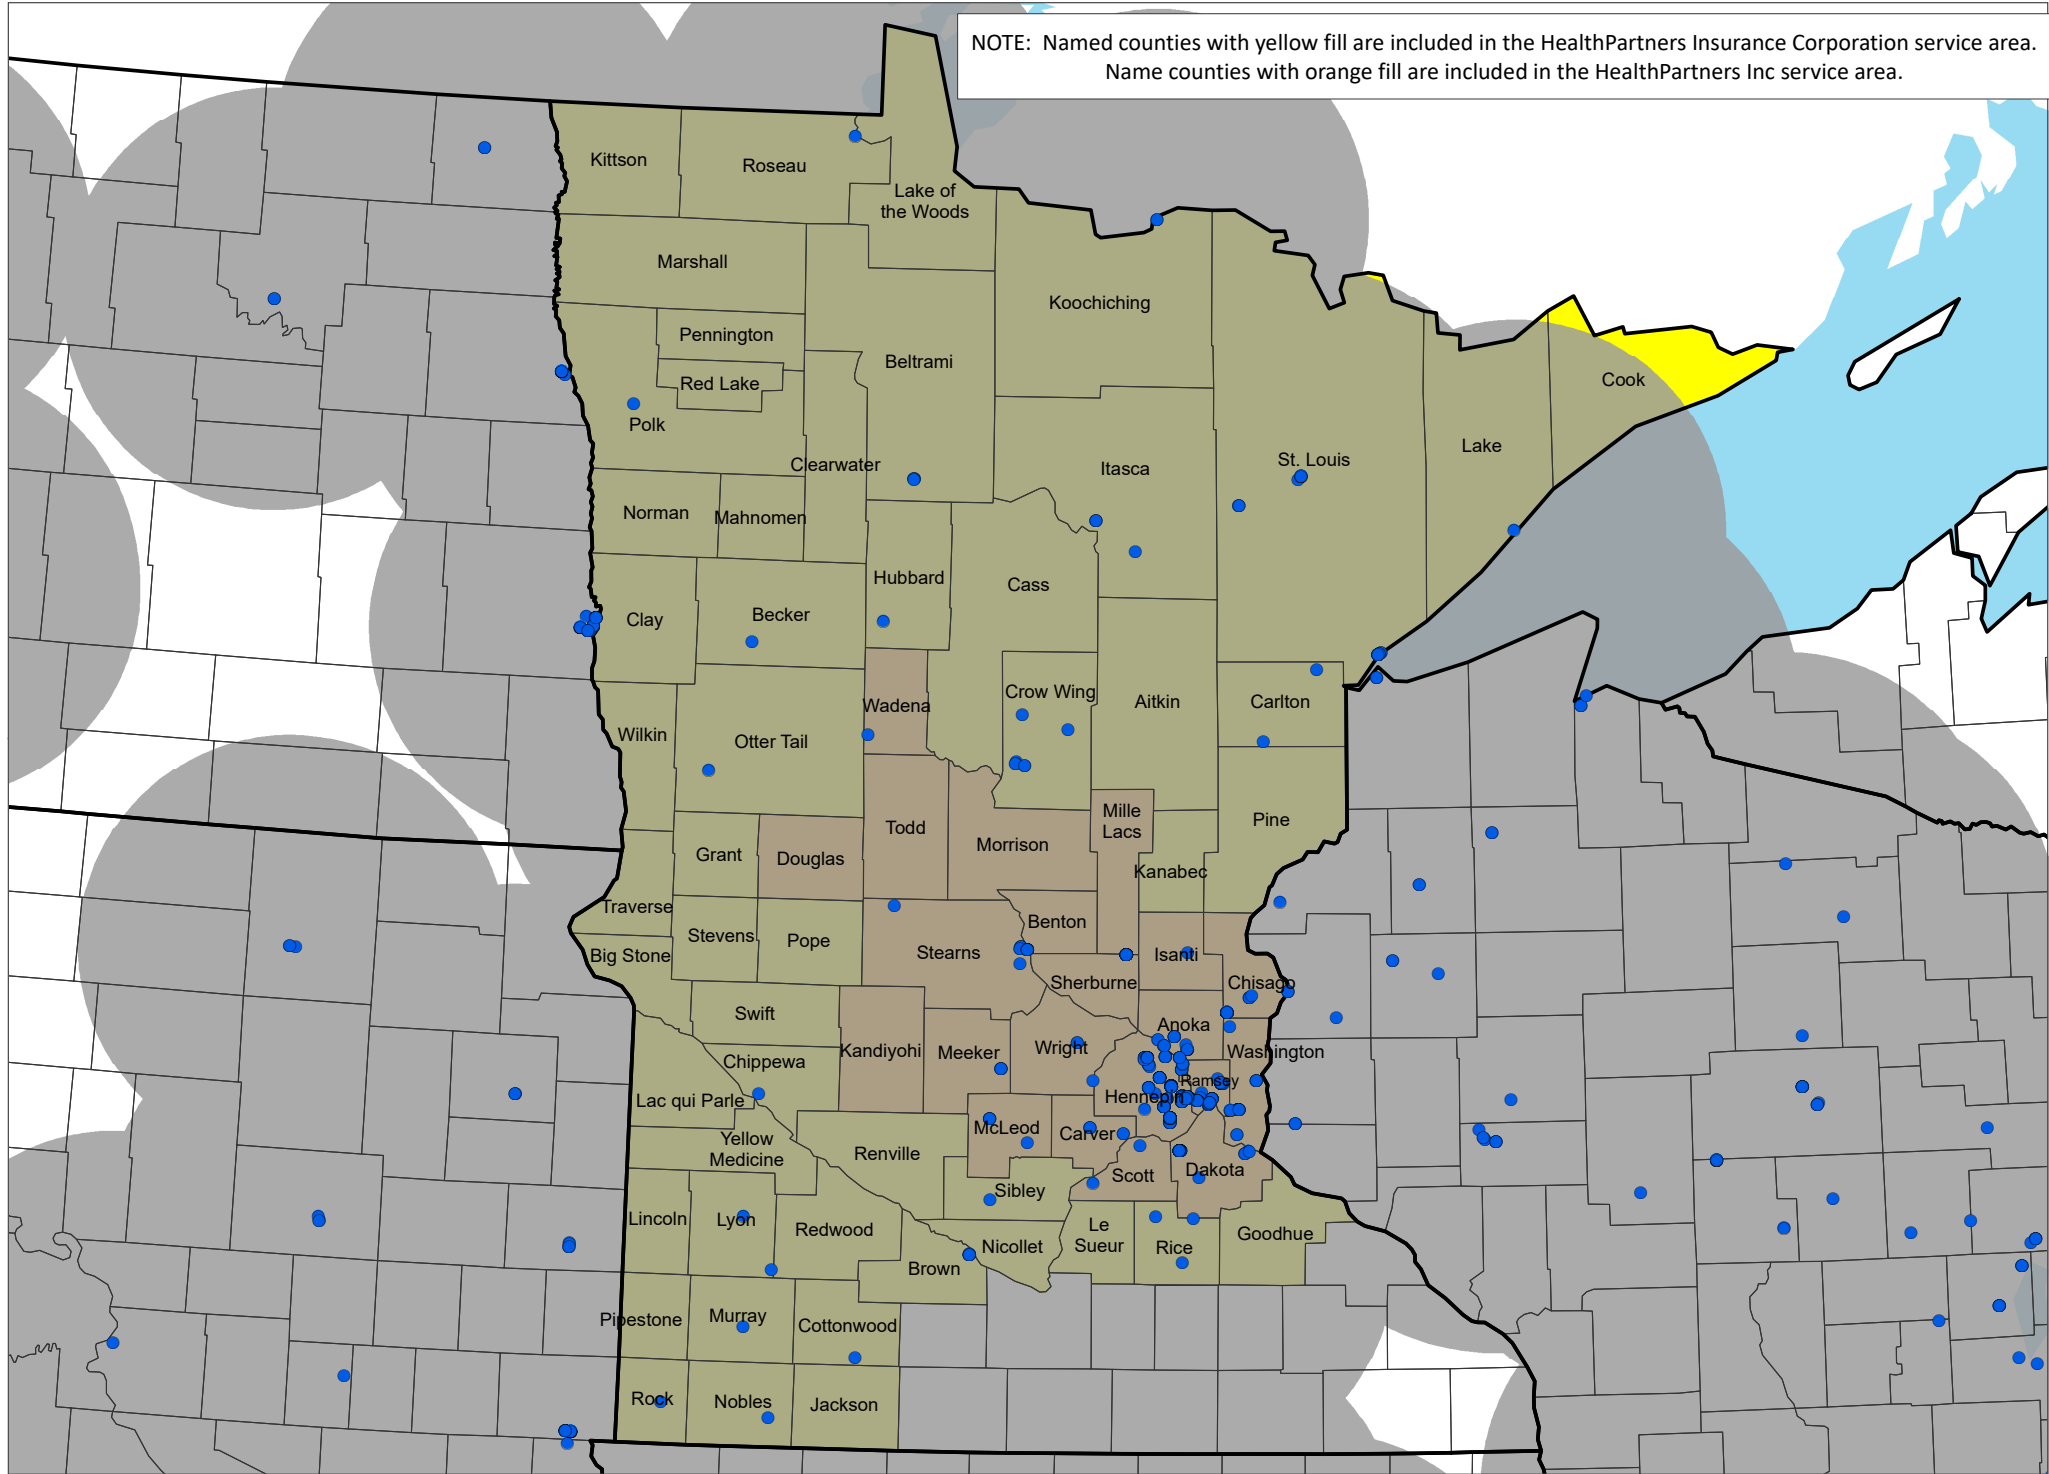 NOTE: Named counties with yellow fill are included in the HealthPartners Insurance Corporation service area.
Name counties with orange fill are included in the HealthPartners Inc service area.
Kittson
Roseau
Lake of
the Woods
Marshall
Koochiching
Pennington
Beltrami
Red Lake
Cook
Polk
Clearwater
Itasca
St. Louis
Lake
Norman
Mahnomen
Hubbard
Cass
Clay
Becker
Wadena
Crow Wing
Aitkin
Carlton
Wilkin
Otter Tail
Todd
Morrison
Mille
Lacs
Pine
Grant
Douglas
Kanabec
Traverse
Stevens
Pope
Benton
Big Stone
Stearns
Isanti
Sherburne
Chisago
Swift
Anoka
Kandiyohi
Meeker
Wright
Washington
Chippewa
Ramsey
Lac qui Parle
Hennepin
McLeod
Carver
Yellow
Medicine
Renville
Scott
Dakota
Sibley
Lincoln
Lyon
Redwood
Le
Sueur
Rice
Goodhue
Nicollet
Brown
Pipestone
Murray
Cottonwood
Rock
Nobles
Jackson